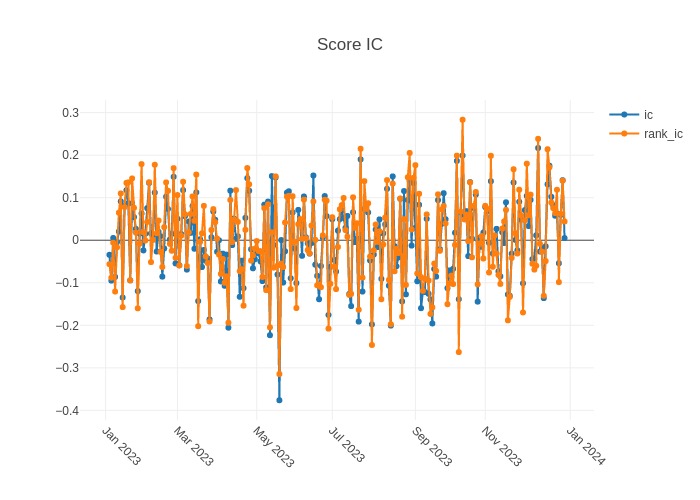 Score IC
ic
rank_ic
0.3
0.2
0.1
0
−0.1
−0.2
−0.3
−0.4
Jan 2023
Mar 2023
May 2023
Jul 2023
Sep 2023
Nov 2023
Jan 2024